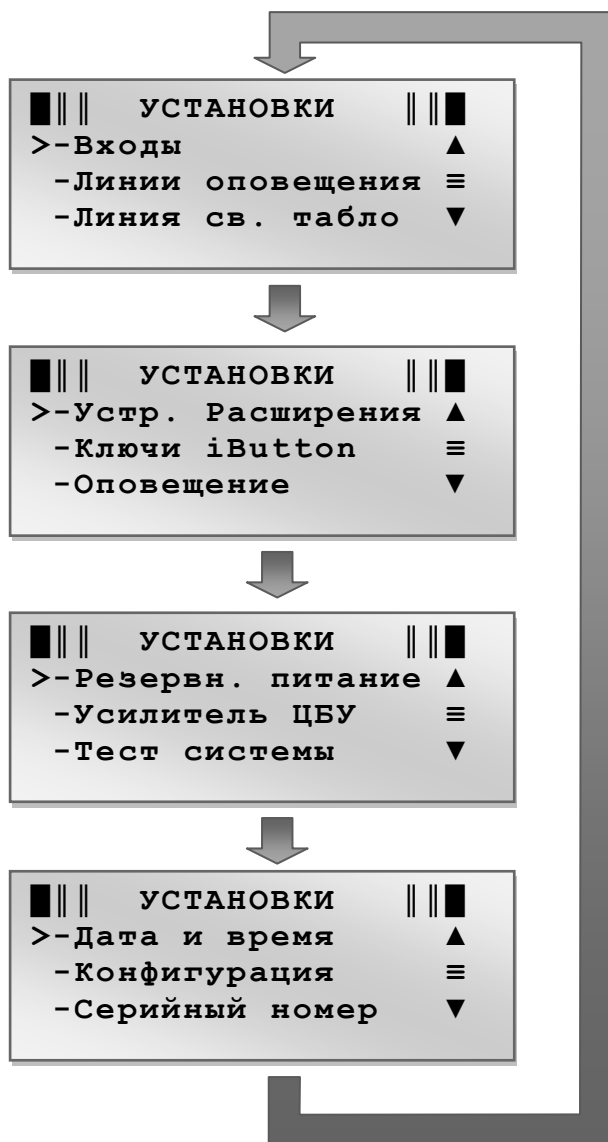 █║║ УСТАНОВКИ ║║█
>-Входы ▲
-Линии оповещения ≡
-Линия св. табло ▼
█║║ УСТАНОВКИ ║║█
>-Устр. Расширения ▲
-Ключи iButton ≡
-Оповещение ▼
█║║ УСТАНОВКИ ║║█
>-Резервн. питание ▲
-Усилитель ЦБУ ≡
-Тест системы ▼
█║║ УСТАНОВКИ ║║█
>-Дата и время ▲
-Конфигурация ≡
-Серийный номер ▼